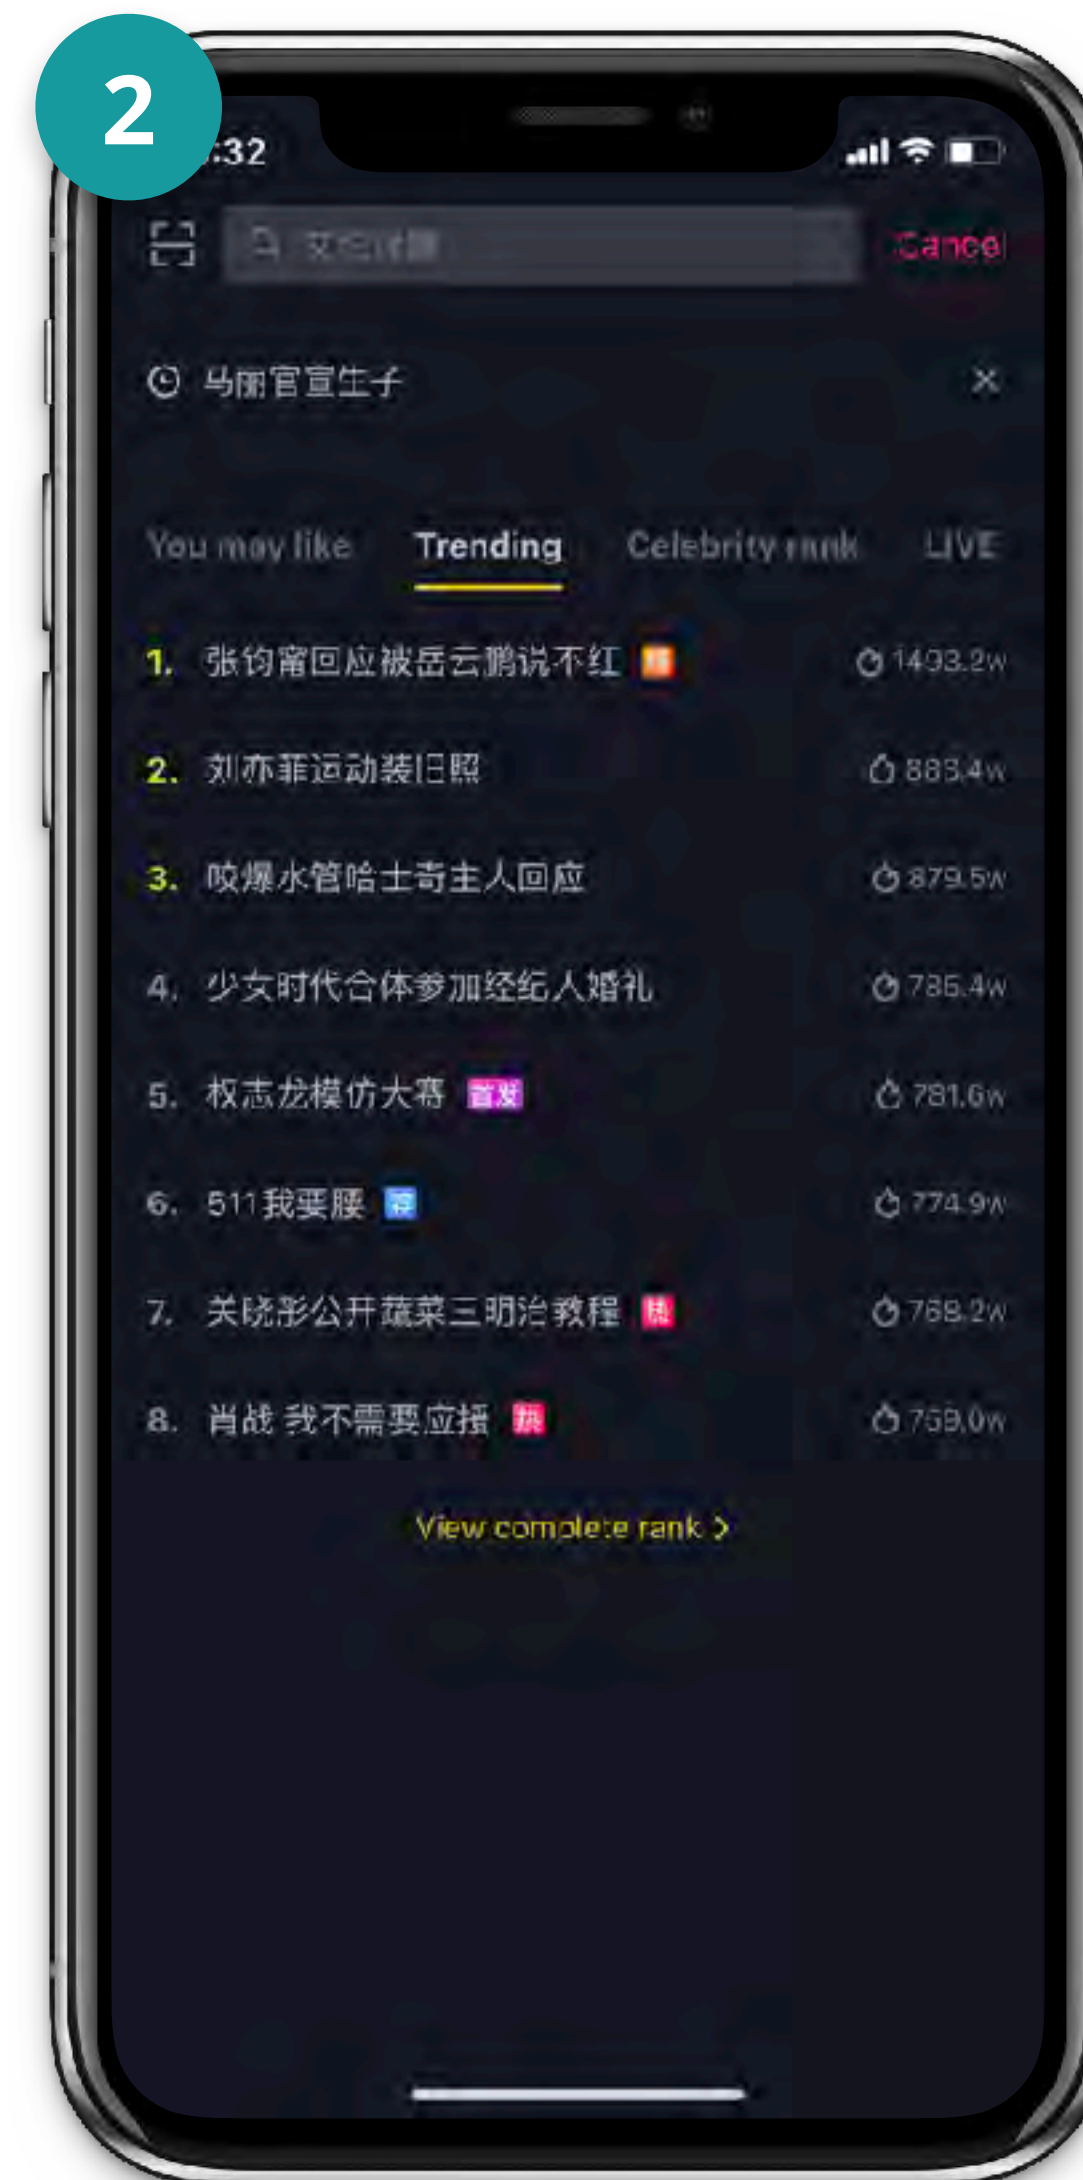 2
:32
Cancel
马丽官宣生子
You may like Trending Celebrity rank LIVE
1. 张钧甯回应被岳云鹏说不红 1493.2w
2. 刘亦菲运动装旧照
3. 咬爆水管哈士奇主人回应 879.5w
4. 少女时代合体参加经纪人婚礼
5. 权志龙模仿大赛 首发 781.6w
6. 511我要腰 荐 774.9w
7. 关晓彤公开蔬菜三明治教程 热 768.2w
8. 肖战 我不需要应援 热
View complete rank >